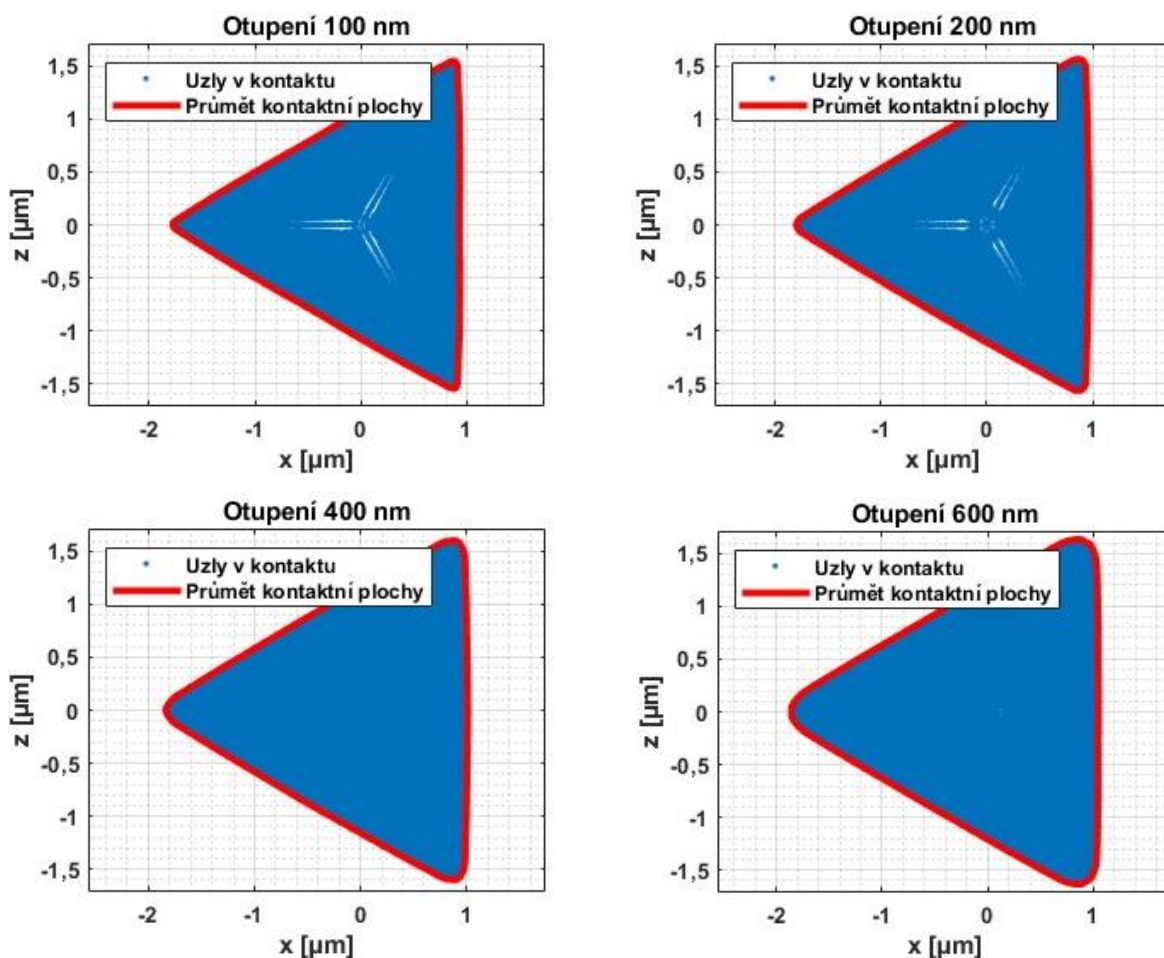 Otupení 100 nm
1,5
1
0,5
0
-0,5
-1
-1,5
z [µm]
Uzly v kontaktu
Průmět kontaktní plochy
-2
-1
0
1
x [µm]
Otupení 200 nm
1,5
1
0,5
0
-0,5
-1
-1,5
z [µm]
Uzly v kontaktu
Průmět kontaktní plochy
-2
-1
0
1
x [µm]
Otupení 400 nm
1,5
1
0,5
0
-0,5
-1
-1,5
z [µm]
Uzly v kontaktu
Průmět kontaktní plochy
-2
-1
0
1
x [µm]
Otupení 600 nm
1,5
1
0,5
0
-0,5
-1
-1,5
z [µm]
Uzly v kontaktu
Průmět kontaktní plochy
-2
-1
0
1
x [µm]